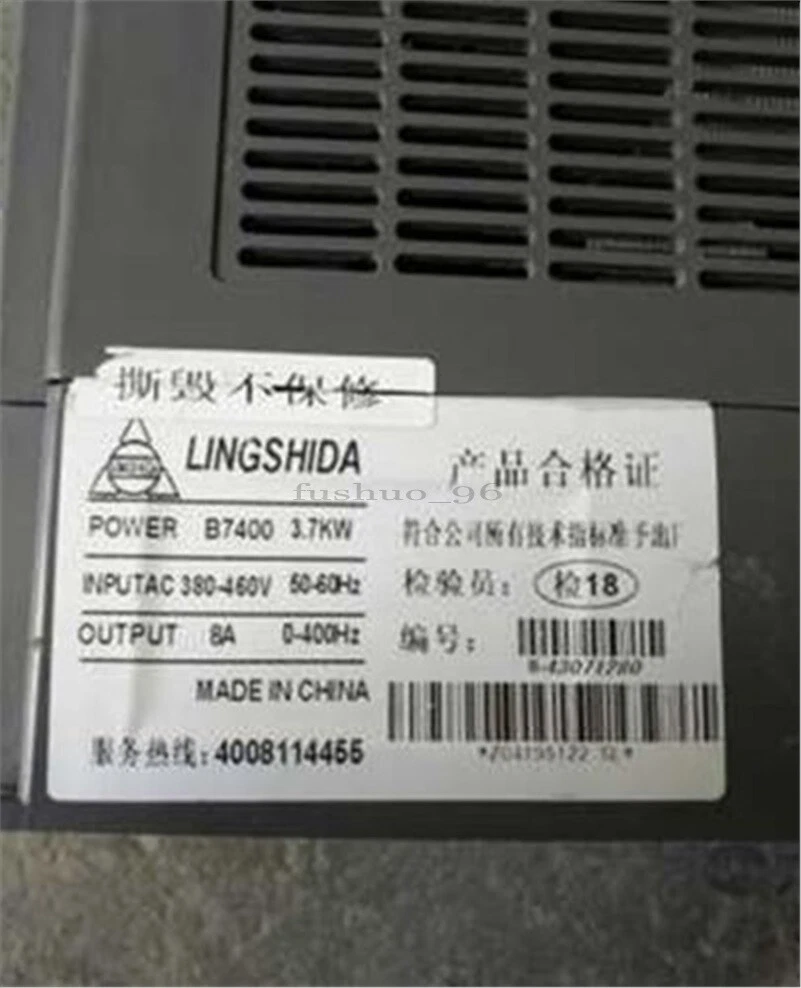 撕毁不保修
LINGSHIDA
产品合格证
fushuo_96
POWER B7400 3.7KW
符合公司所有技术指标准予出厂
INPUTAC 380-460V 50-60Hz
检验员: 检18
OUTPUT 8A 0-400Hz
编号:
B-43071280
MADE IN CHINA
服务热线:4008114455